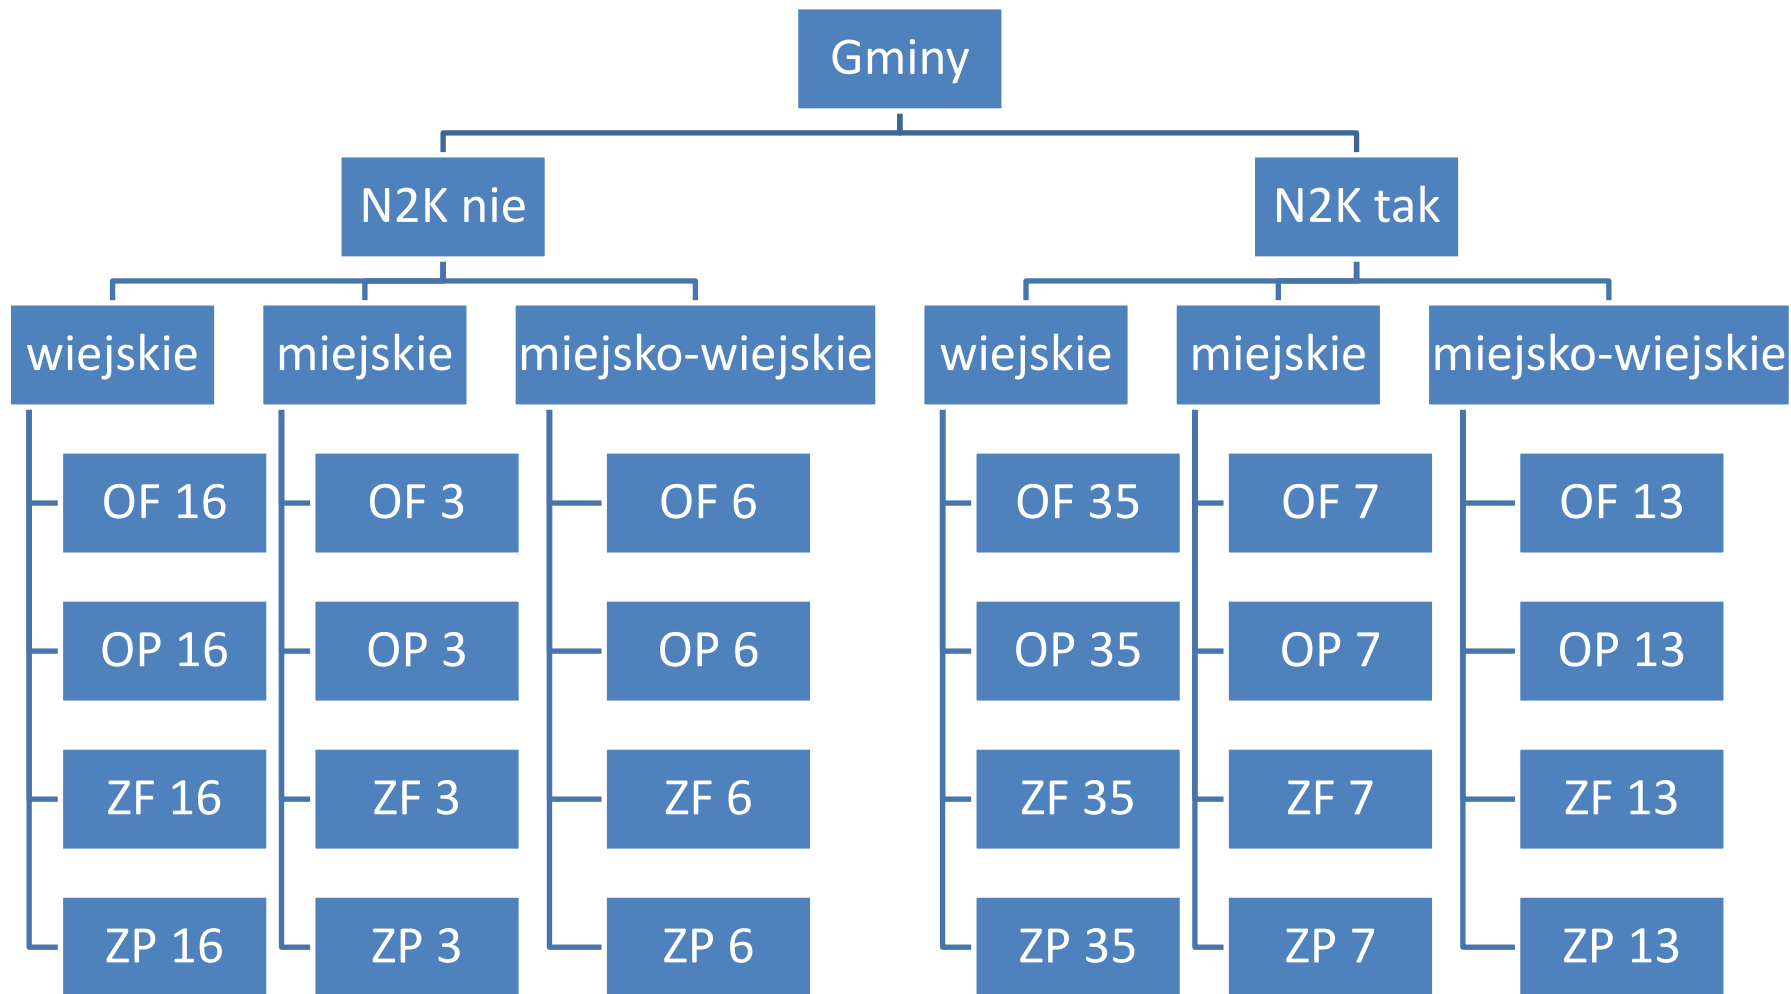 Gminy
N2K nie
N2K tak
wiejskie
miejskie
miejsko-wiejskie
wiejskie
miejskie
miejsko-wiejskie
OF 16
OF 3
OF 6
OF 35
OF 7
OF 13
OP 16
OP 3
OP 6
OP 35
OP 7
OP 13
ZF 16
ZF 3
ZF 6
ZF 35
ZF 7
ZF 13
ZP 16
ZP 3
ZP 6
ZP 35
ZP 7
ZP 13